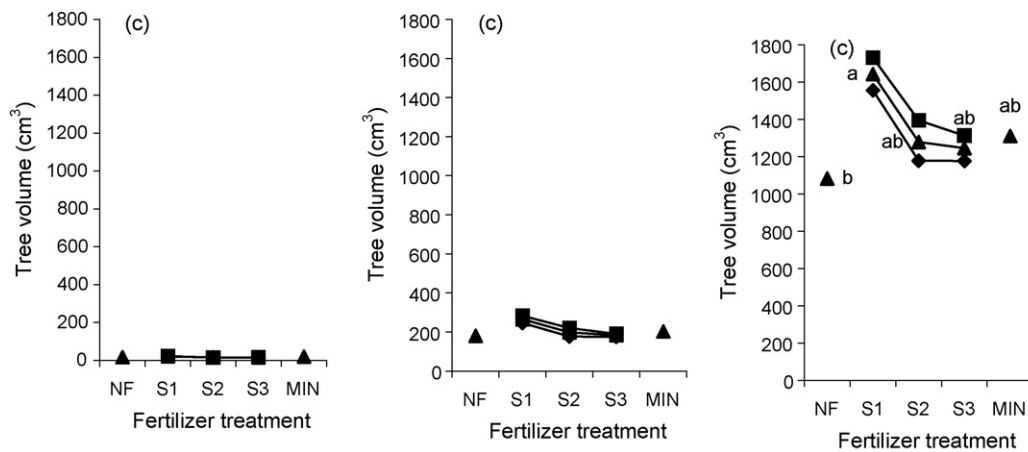 (c)
Tree volume (cm³)
1800
1600
1400
1200
1000
800
600
400
200
0
NF S1 S2 S3 MIN
Fertilizer treatment
(c)
Tree volume (cm³)
1800
1600
1400
1200
1000
800
600
400
200
0
NF S1 S2 S3 MIN
Fertilizer treatment
(c)
Tree volume (cm³)
1800
1600
1400
1200
1000
800
600
400
200
0
a
ab
ab
ab
b
NF S1 S2 S3 MIN
Fertilizer treatment